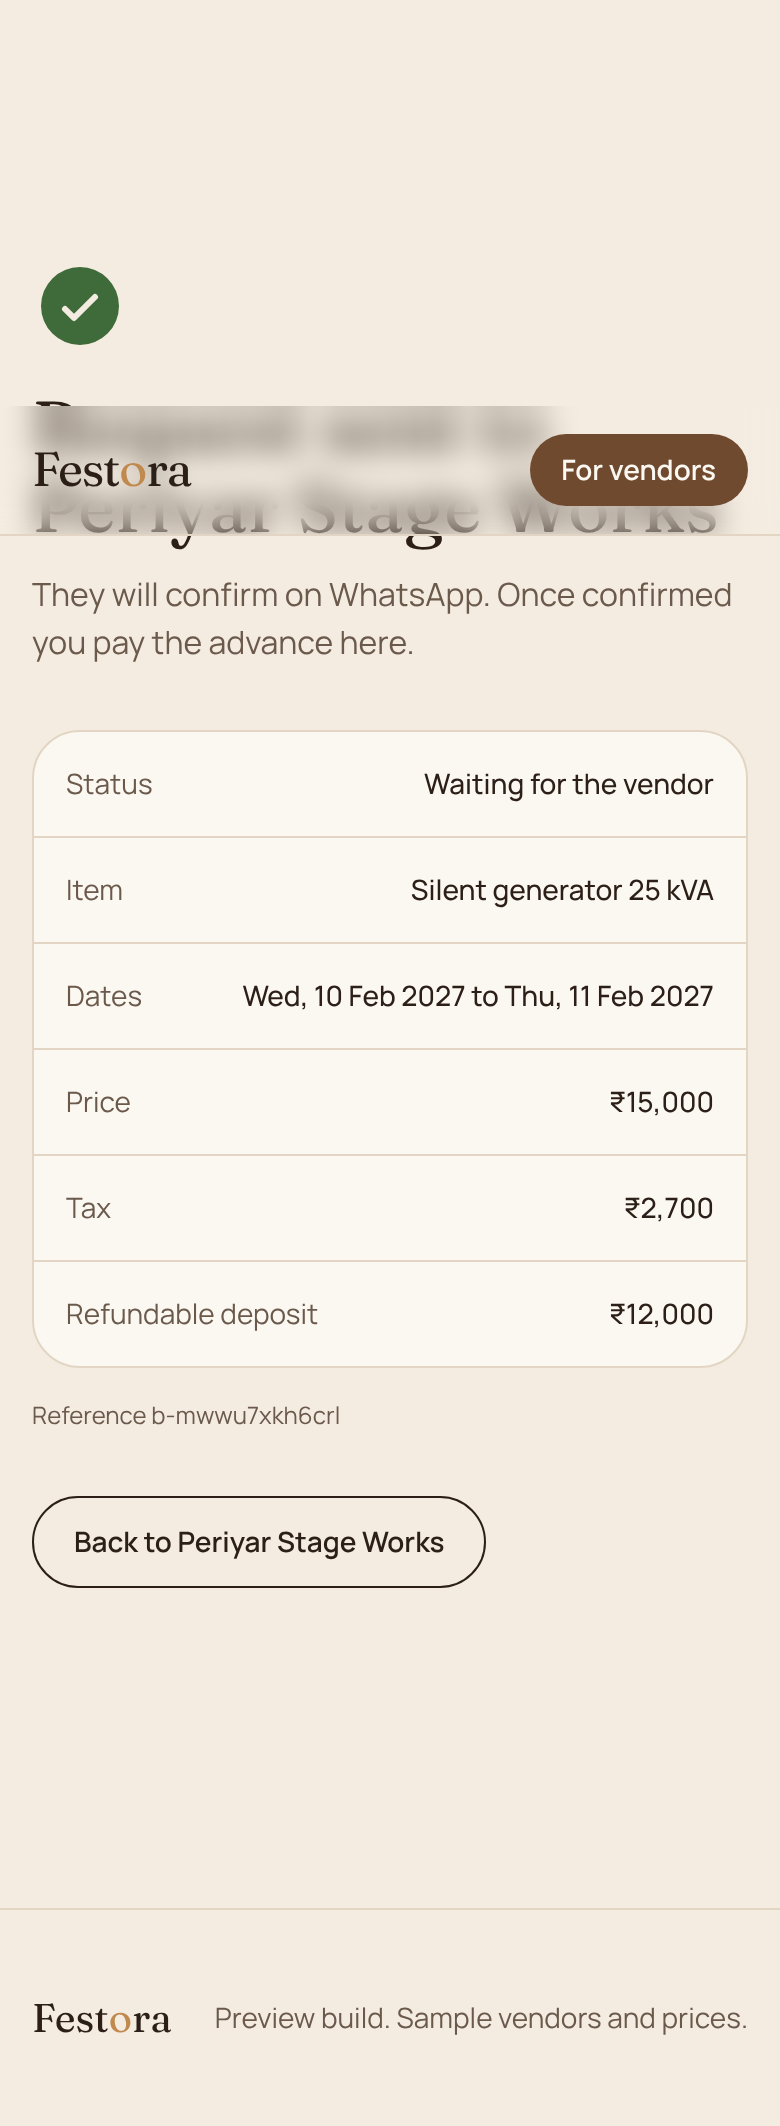 Festora
For vendors
Periyar Stage Works
They will confirm on WhatsApp. Once confirmed
you pay the advance here.
Status Waiting for the vendor
Item Silent generator 25 kVA
Dates Wed, 10 Feb 2027 to Thu, 11 Feb 2027
Price ₹15,000
Tax ₹2,700
Refundable deposit ₹12,000
Reference b-mwwu7xkh6crl
Back to Periyar Stage Works
Festora Preview build. Sample vendors and prices.